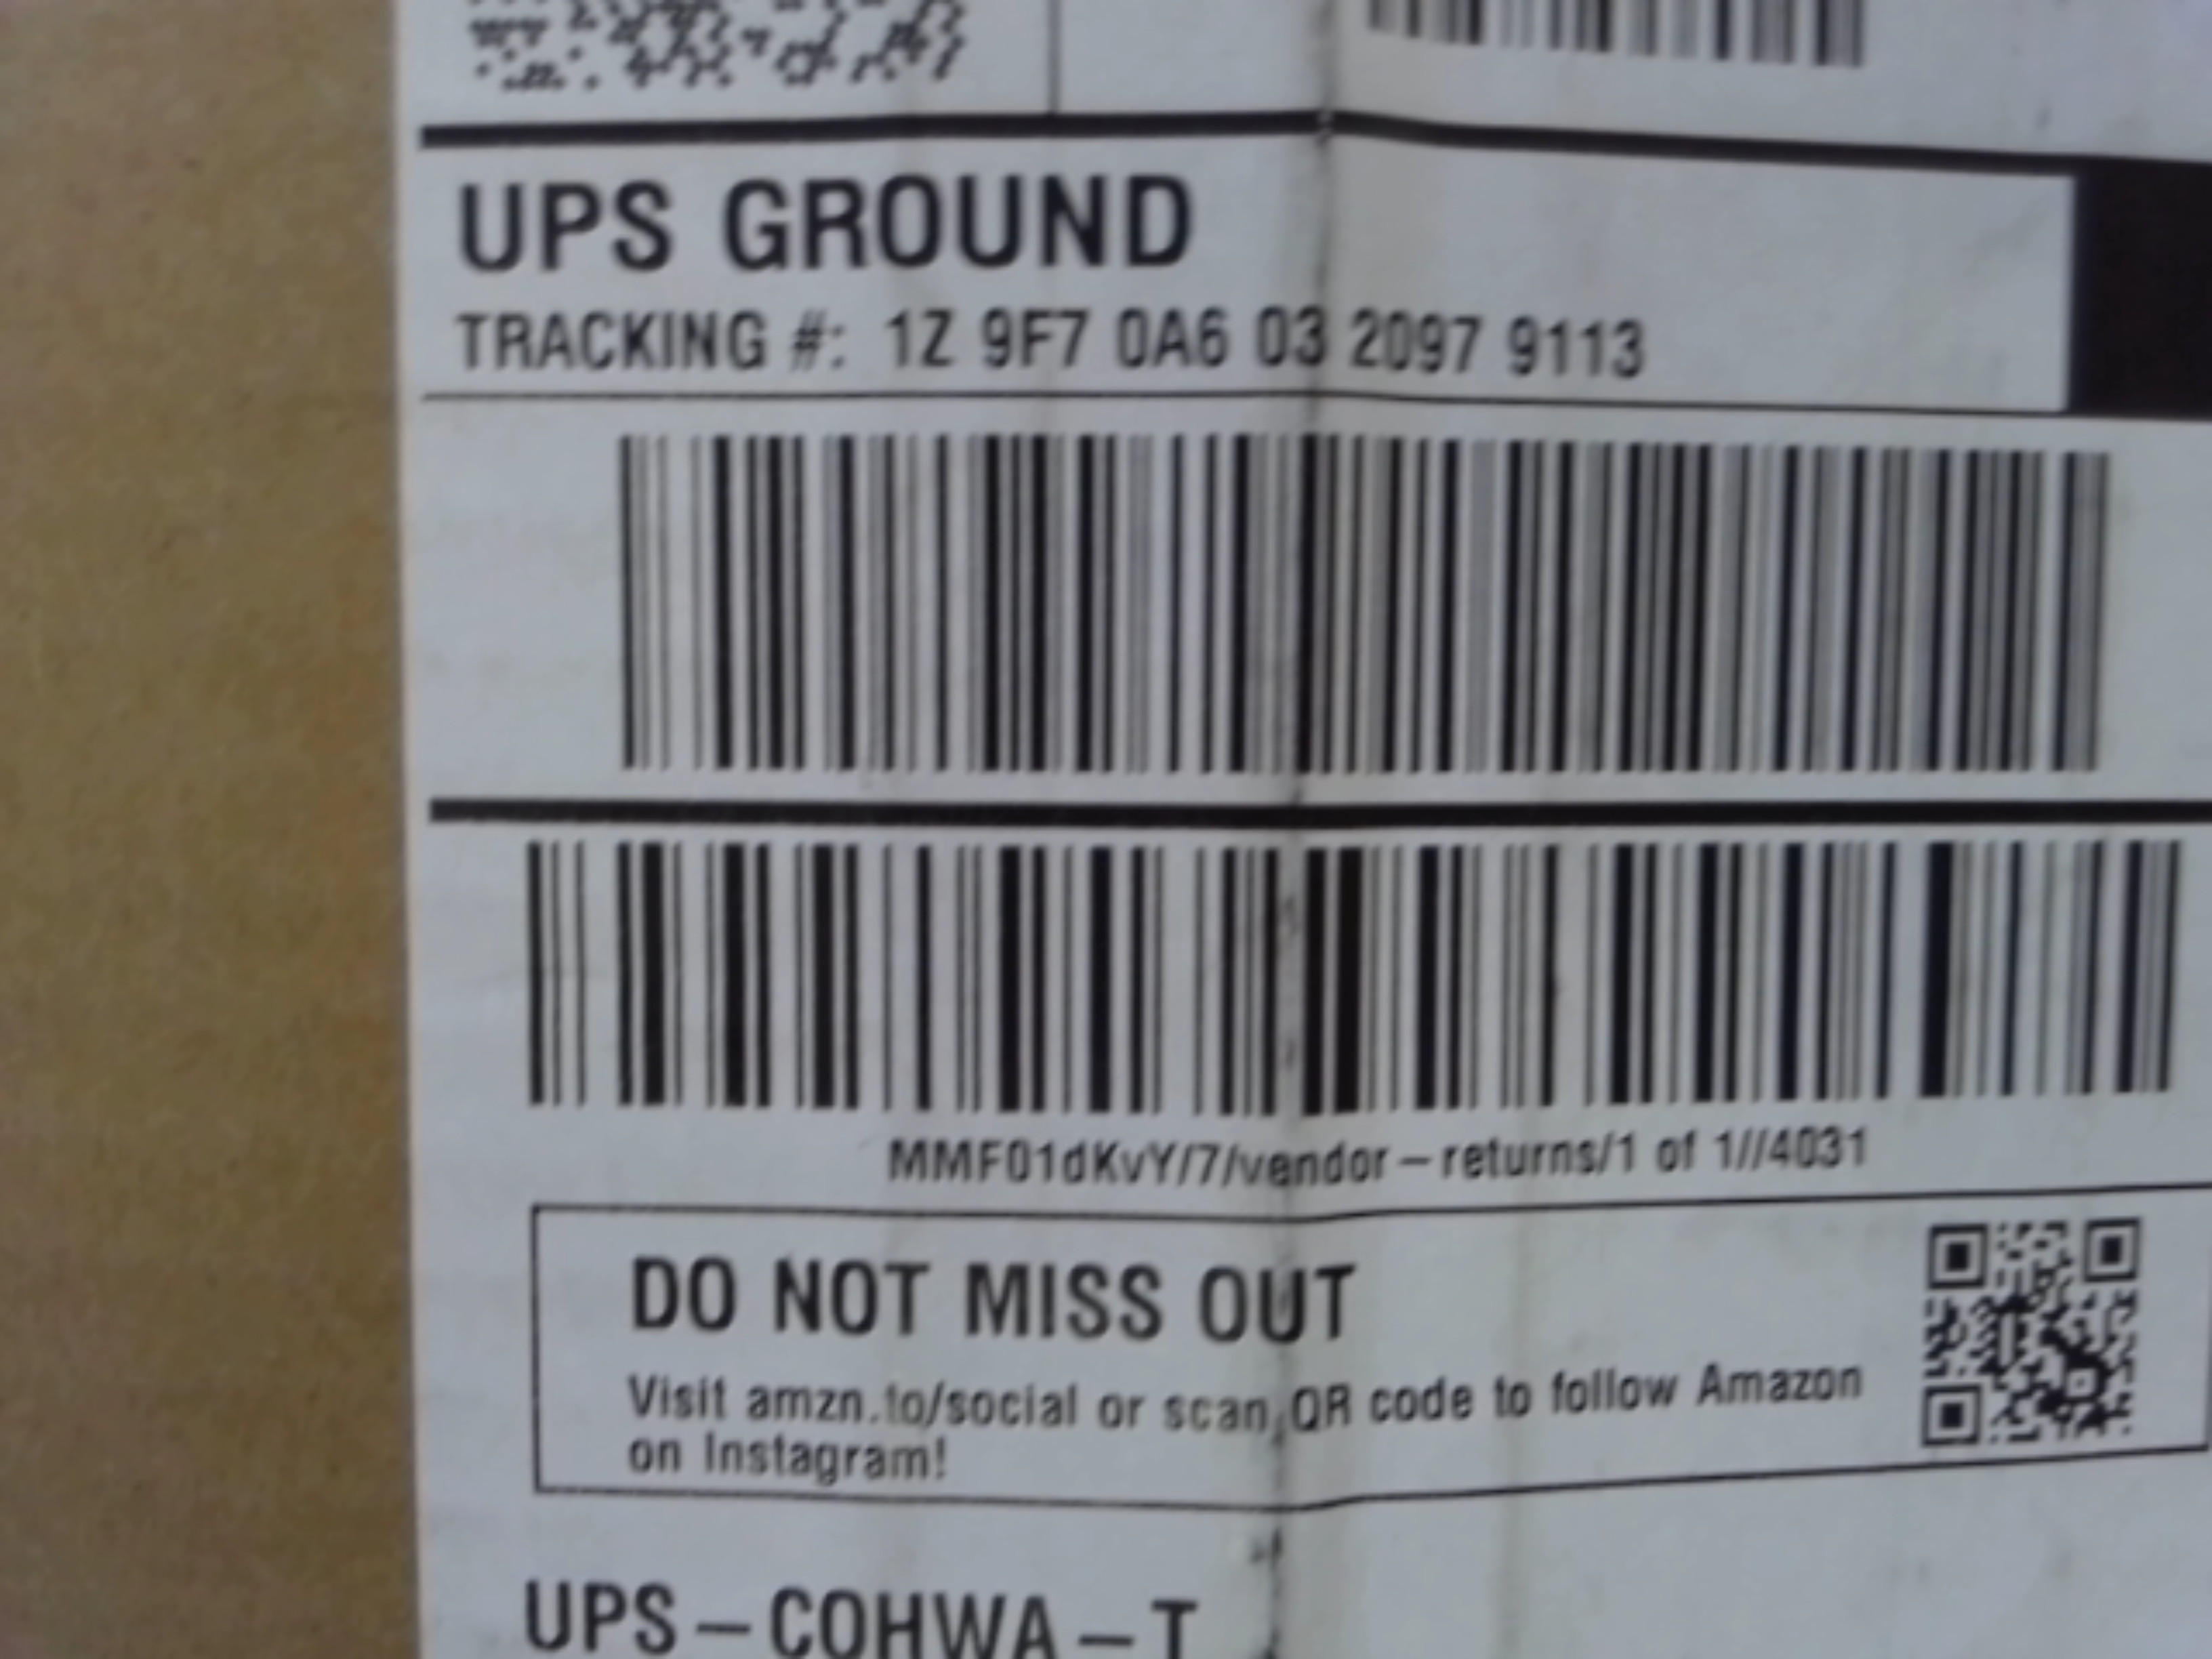 UPS GROUND
TRACKING #: 1Z 9F7 0A6 03 2097 9113
MMF01dKvY/7/vendor-returns/1 of 1//4031
DO NOT MISS OUT
Visit amzn.to/social or scan QR code to follow Amazon
on Instagram!
UPS-COHWA-T